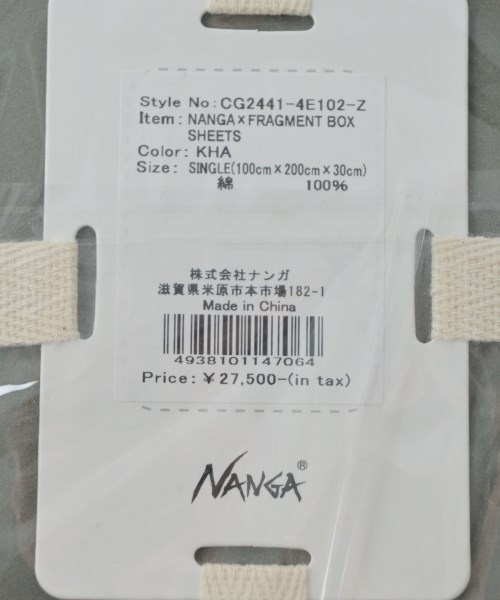 Style No: CG2441-4E102-Z
Item: NANGA×FRAGMENT BOX
SHEETS
Color: KHA
Size: SINGLE(100cm×200cm×30cm)
綿 100%
株式会社ナンガ
滋賀県米原市本市場182-1
Made in China
4938101147064
Price: ¥27,500-(in tax)
NANGA®